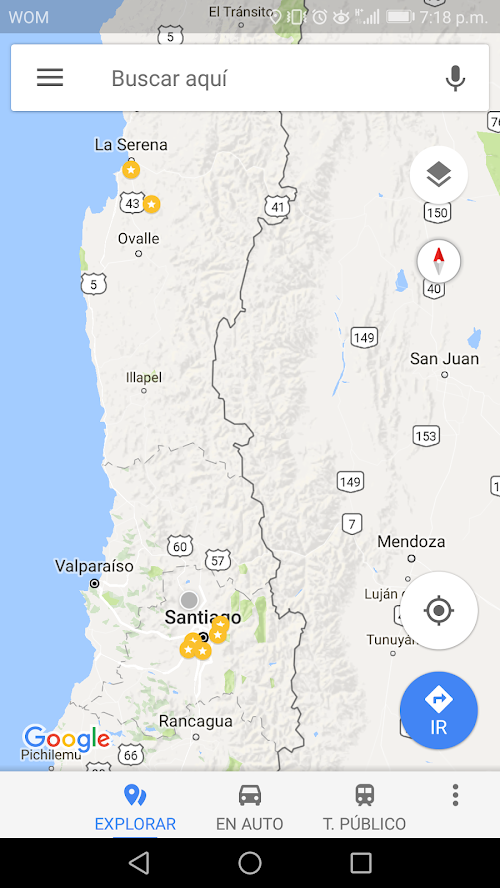 WOM
7:18 p.m.
El Tránsito
5
Buscar aquí
76
La Serena
43
41
150
Ovalle
5
40
149
San Juan
Illapel
153
149
7
60
57
Mendoza
Valparaíso
Luján
Santiago
Tunuyán
IR
Rancagua
Google
Pichilemu
66
EXPLORAR
EN AUTO
T. PÚBLICO